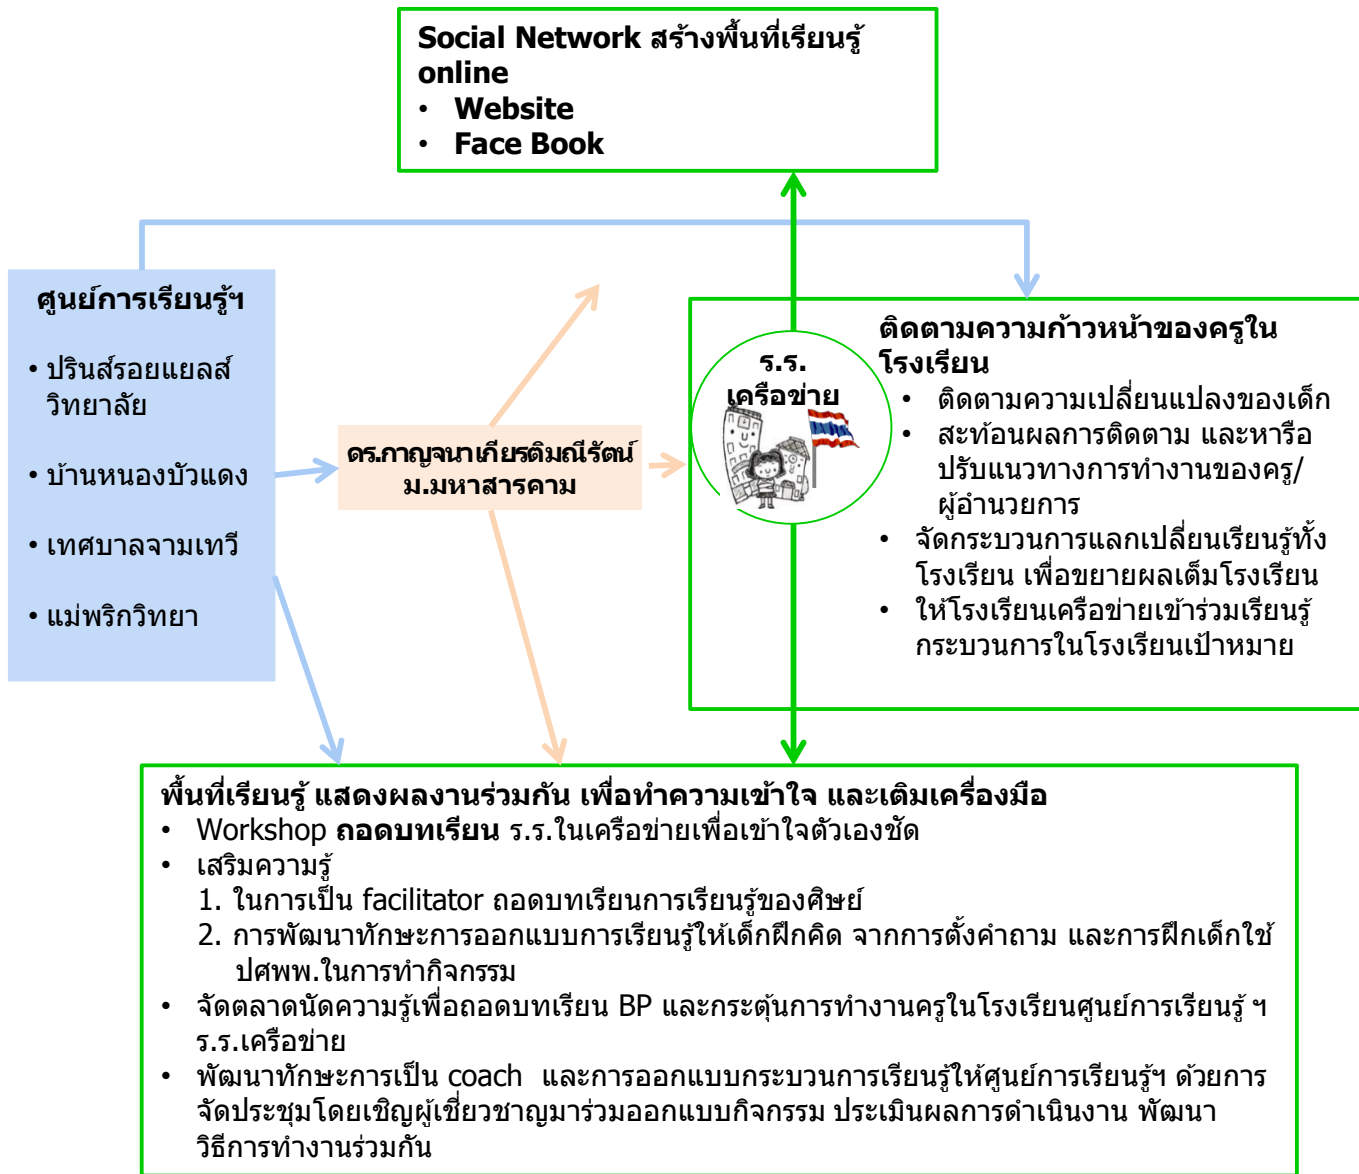 Social Network สร้างพื้นที่เรียนรู้
online
• Website
• Face Book
ศูนย์การเรียนรู้ฯ
• ปรินส์รอยแยลส์
วิทยาลัย
• บ้านหนองบัวแดง
• เทศบาลจามเทวี
• แม่พริกวิทยา
ดร.กาญจนา เกียรติมณีรัตน์
ม.มหาสารคาม
ร.ร.
เครือข่าย
ติดตามความก้าวหน้าของครูใน
โรงเรียน
• ติดตามความเปลี่ยนแปลงของเด็ก
• สะท้อนผลการติดตาม และหารือ
ปรับแนวทางการทำงานของครู/
ผู้อำนวยการ
• จัดกระบวนการแลกเปลี่ยนเรียนรู้ทั้ง
โรงเรียน เพื่อขยายผลเต็มโรงเรียน
• ให้โรงเรียนเครือข่ายเข้าร่วมเรียนรู้
กระบวนการในโรงเรียนเป้าหมาย
พื้นที่เรียนรู้ แสดงผลงานร่วมกัน เพื่อทำความเข้าใจ และเติมเครื่องมือ
• Workshop ถอดบทเรียน ร.ร.ในเครือข่ายเพื่อเข้าใจตัวเองชัด
• เสริมความรู้
1. ในการเป็น facilitator ถอดบทเรียนการเรียนรู้ของศิษย์
2. การพัฒนาทักษะการออกแบบการเรียนรู้ให้เด็กฝึกคิด จากการตั้งคำถาม และการฝึกเด็กใช้
ปศพพ.ในการทำกิจกรรม
• จัดตลาดนัดความรู้เพื่อถอดบทเรียน BP และกระตุ้นการทำงานครูในโรงเรียนศูนย์การเรียนรู้ ฯ
ร.ร.เครือข่าย
• พัฒนาทักษะการเป็น coach และการออกแบบกระบวนการเรียนรู้ให้ศูนย์การเรียนรู้ฯ ด้วยการ
จัดประชุมโดยเชิญผู้เชี่ยวชาญมาร่วมออกแบบกิจกรรม ประเมินผลการดำเนินงาน พัฒนา
วิธีการทำงานร่วมกัน